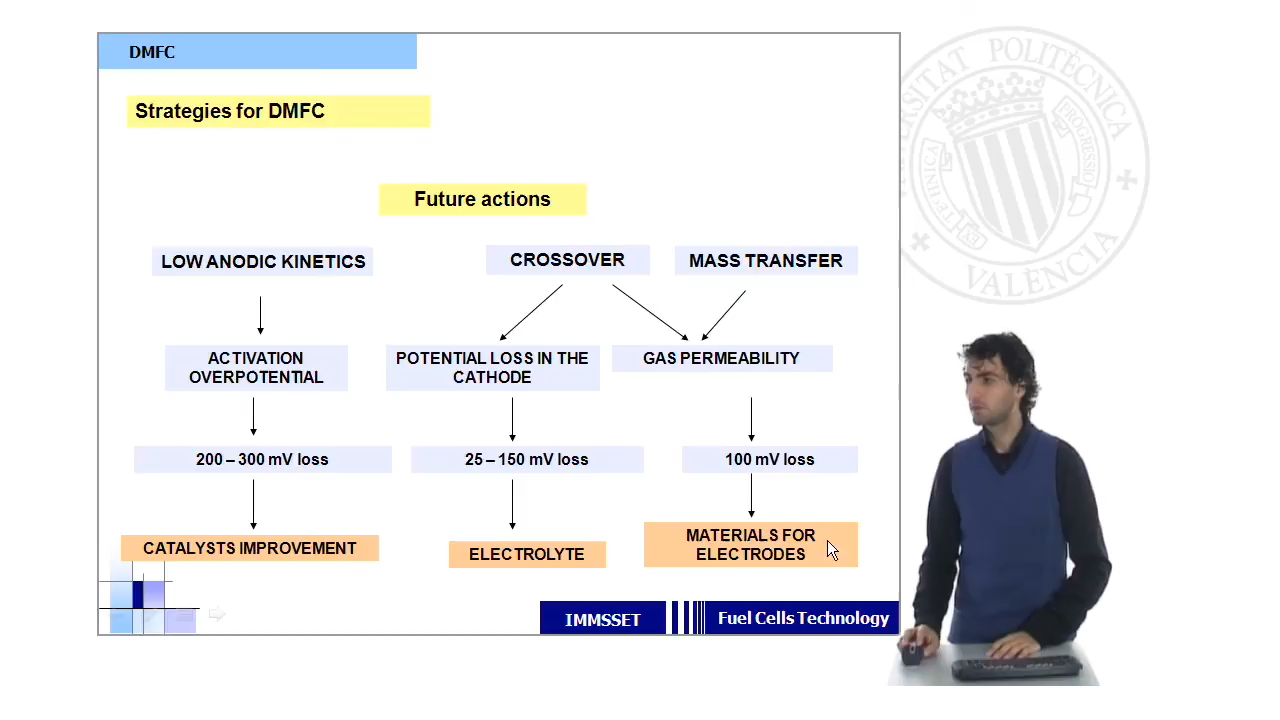 DMFC
Strategies for DMFC
Future actions
LOW ANODIC KINETICS
CROSSOVER
MASS TRANSFER
ACTIVATION
OVERPOTENTIAL
POTENTIAL LOSS IN THE
CATHODE
GAS PERMEABILITY
200 – 300 mV loss
25 – 150 mV loss
100 mV loss
CATALYSTS IMPROVEMENT
ELECTROLYTE
MATERIALS FOR
ELECTRODES
IMMSSET
Fuel Cells Technology
POLITÈCNICA
VALÈNCIA